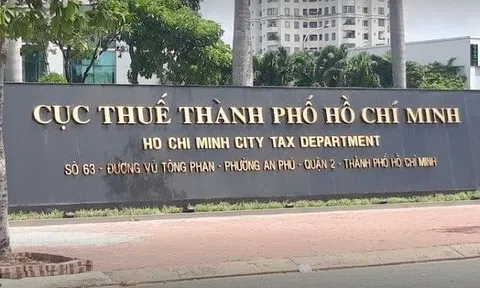 CỤC THUẾ THÀNH PHỐ HỒ CHÍ MINH
HO CHI MINH CITY TAX DEPARTMENT
SỐ 63 - ĐƯỜNG VŨ TÔNG PHAN - PHƯỜNG AN PHÚ - QUẬN 2 - THÀNH PHỐ HỒ CHÍ MINH